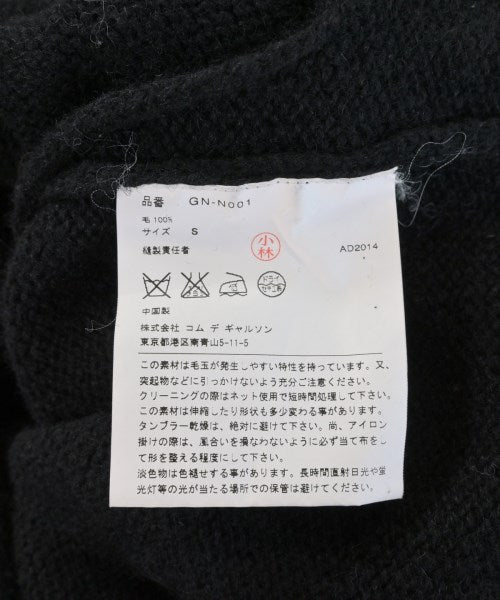 品番 GN-N001
毛 100%
サイズ S
縫製責任者 小林 AD2014
ドライ
セキユ系
中国製
株式会社 コム デ ギャルソン
東京都港区南青山5-11-5
この素材は毛玉が発生しやすい特性を持っています。又、
突起物などに引っかけないよう充分ご注意ください。
クリーニングの際はネット使用で短時間処理して下さい。
この素材は伸縮したり形状も多少変わる事があります。
タンブラー乾燥は、絶対に避けて下さい。尚、アイロン
掛けの際は、風合いを損なわないように必ず当て布をし
て形を整える程度にして下さい。
淡色物は色褪せする事があります。長時間直射日光や蛍
光灯等の光が当たる場所での保管は避けてください。